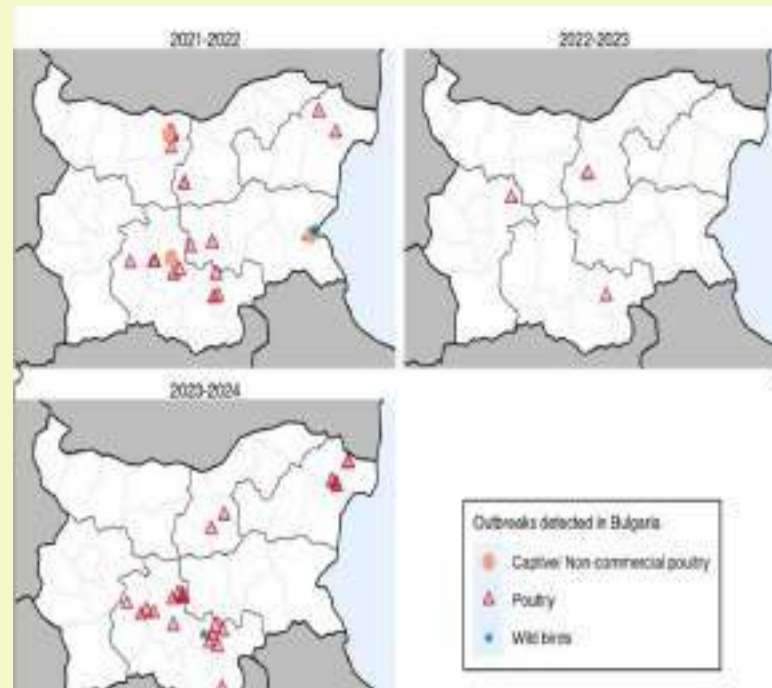 2021-2022
2022-2023
2023-2024
Outbreaks detected in Bulgaria
Captive/ Non-commercial poultry
Poultry
Wild birds